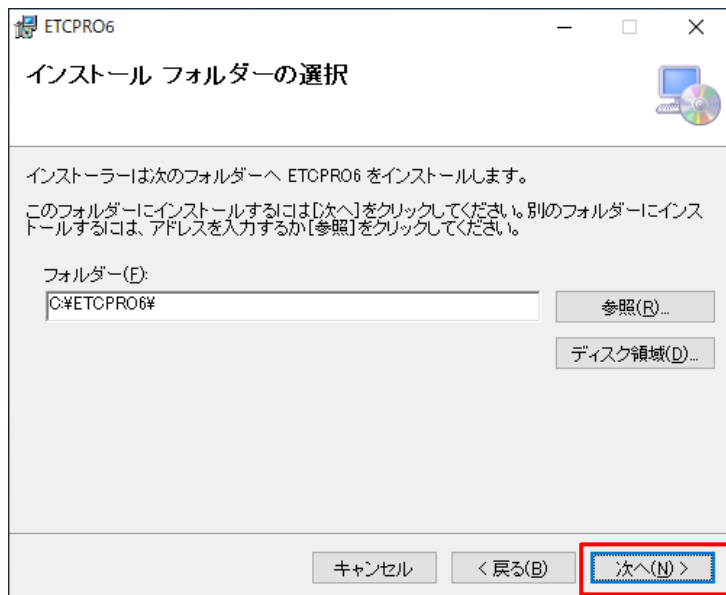 ETCPRO6
インストール フォルダーの選択
インストーラーは次のフォルダーへ ETCPRO6 をインストールします。
このフォルダーにインストールするには[次へ]をクリックしてください。別のフォルダーにインス
トールするには、アドレスを入力するか[参照]をクリックしてください。
フォルダー(F):
C:¥ETCPRO6¥
参照(R)...
ディスク領域(D)...
キャンセル
< 戻る(B)
次へ(N) >